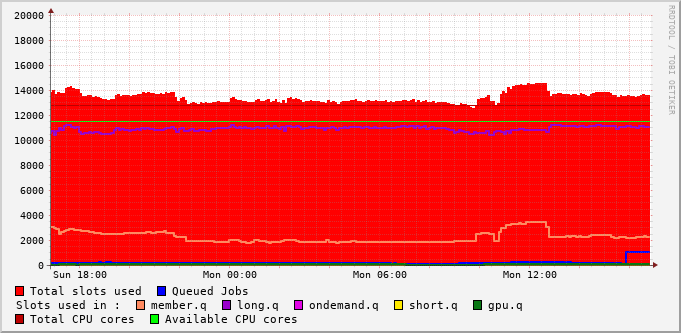 20000
18000
16000
14000
12000
10000
8000
6000
4000
2000
0
Sun 18:00 Mon 00:00 Mon 06:00 Mon 12:00
RRDTOOL / TOBI OETIKER
Total slots used Queued Jobs
Slots used in : member.q long.q ondemand.q short.q gpu.q
Total CPU cores Available CPU cores